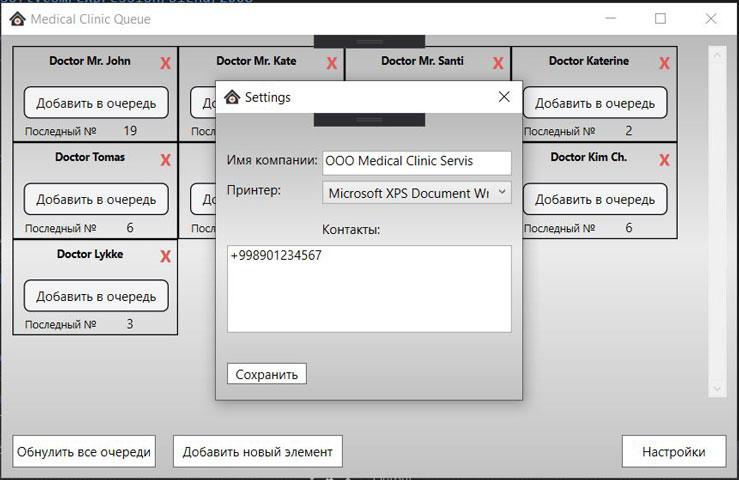 Medical Clinic Queue
Doctor Mr. John X
Doctor Mr. Kate X
Doctor Mr. Santi X
Doctor Katerine X
Добавить в очередь
Добавить в очередь
Последный № 19
Последный № 2
Doctor Tomas X
Doctor Kim Ch. X
Добавить в очередь
Добавить в очередь
Последный № 6
Последный № 6
Doctor Lykke X
Добавить в очередь
Последный № 3
Settings
Имя компании: ООО Medical Clinic Servis
Принтер: Microsoft XPS Document Wr
Контакты:
+998901234567
Сохранить
Обнулить все очереди
Добавить новый элемент
Настройки